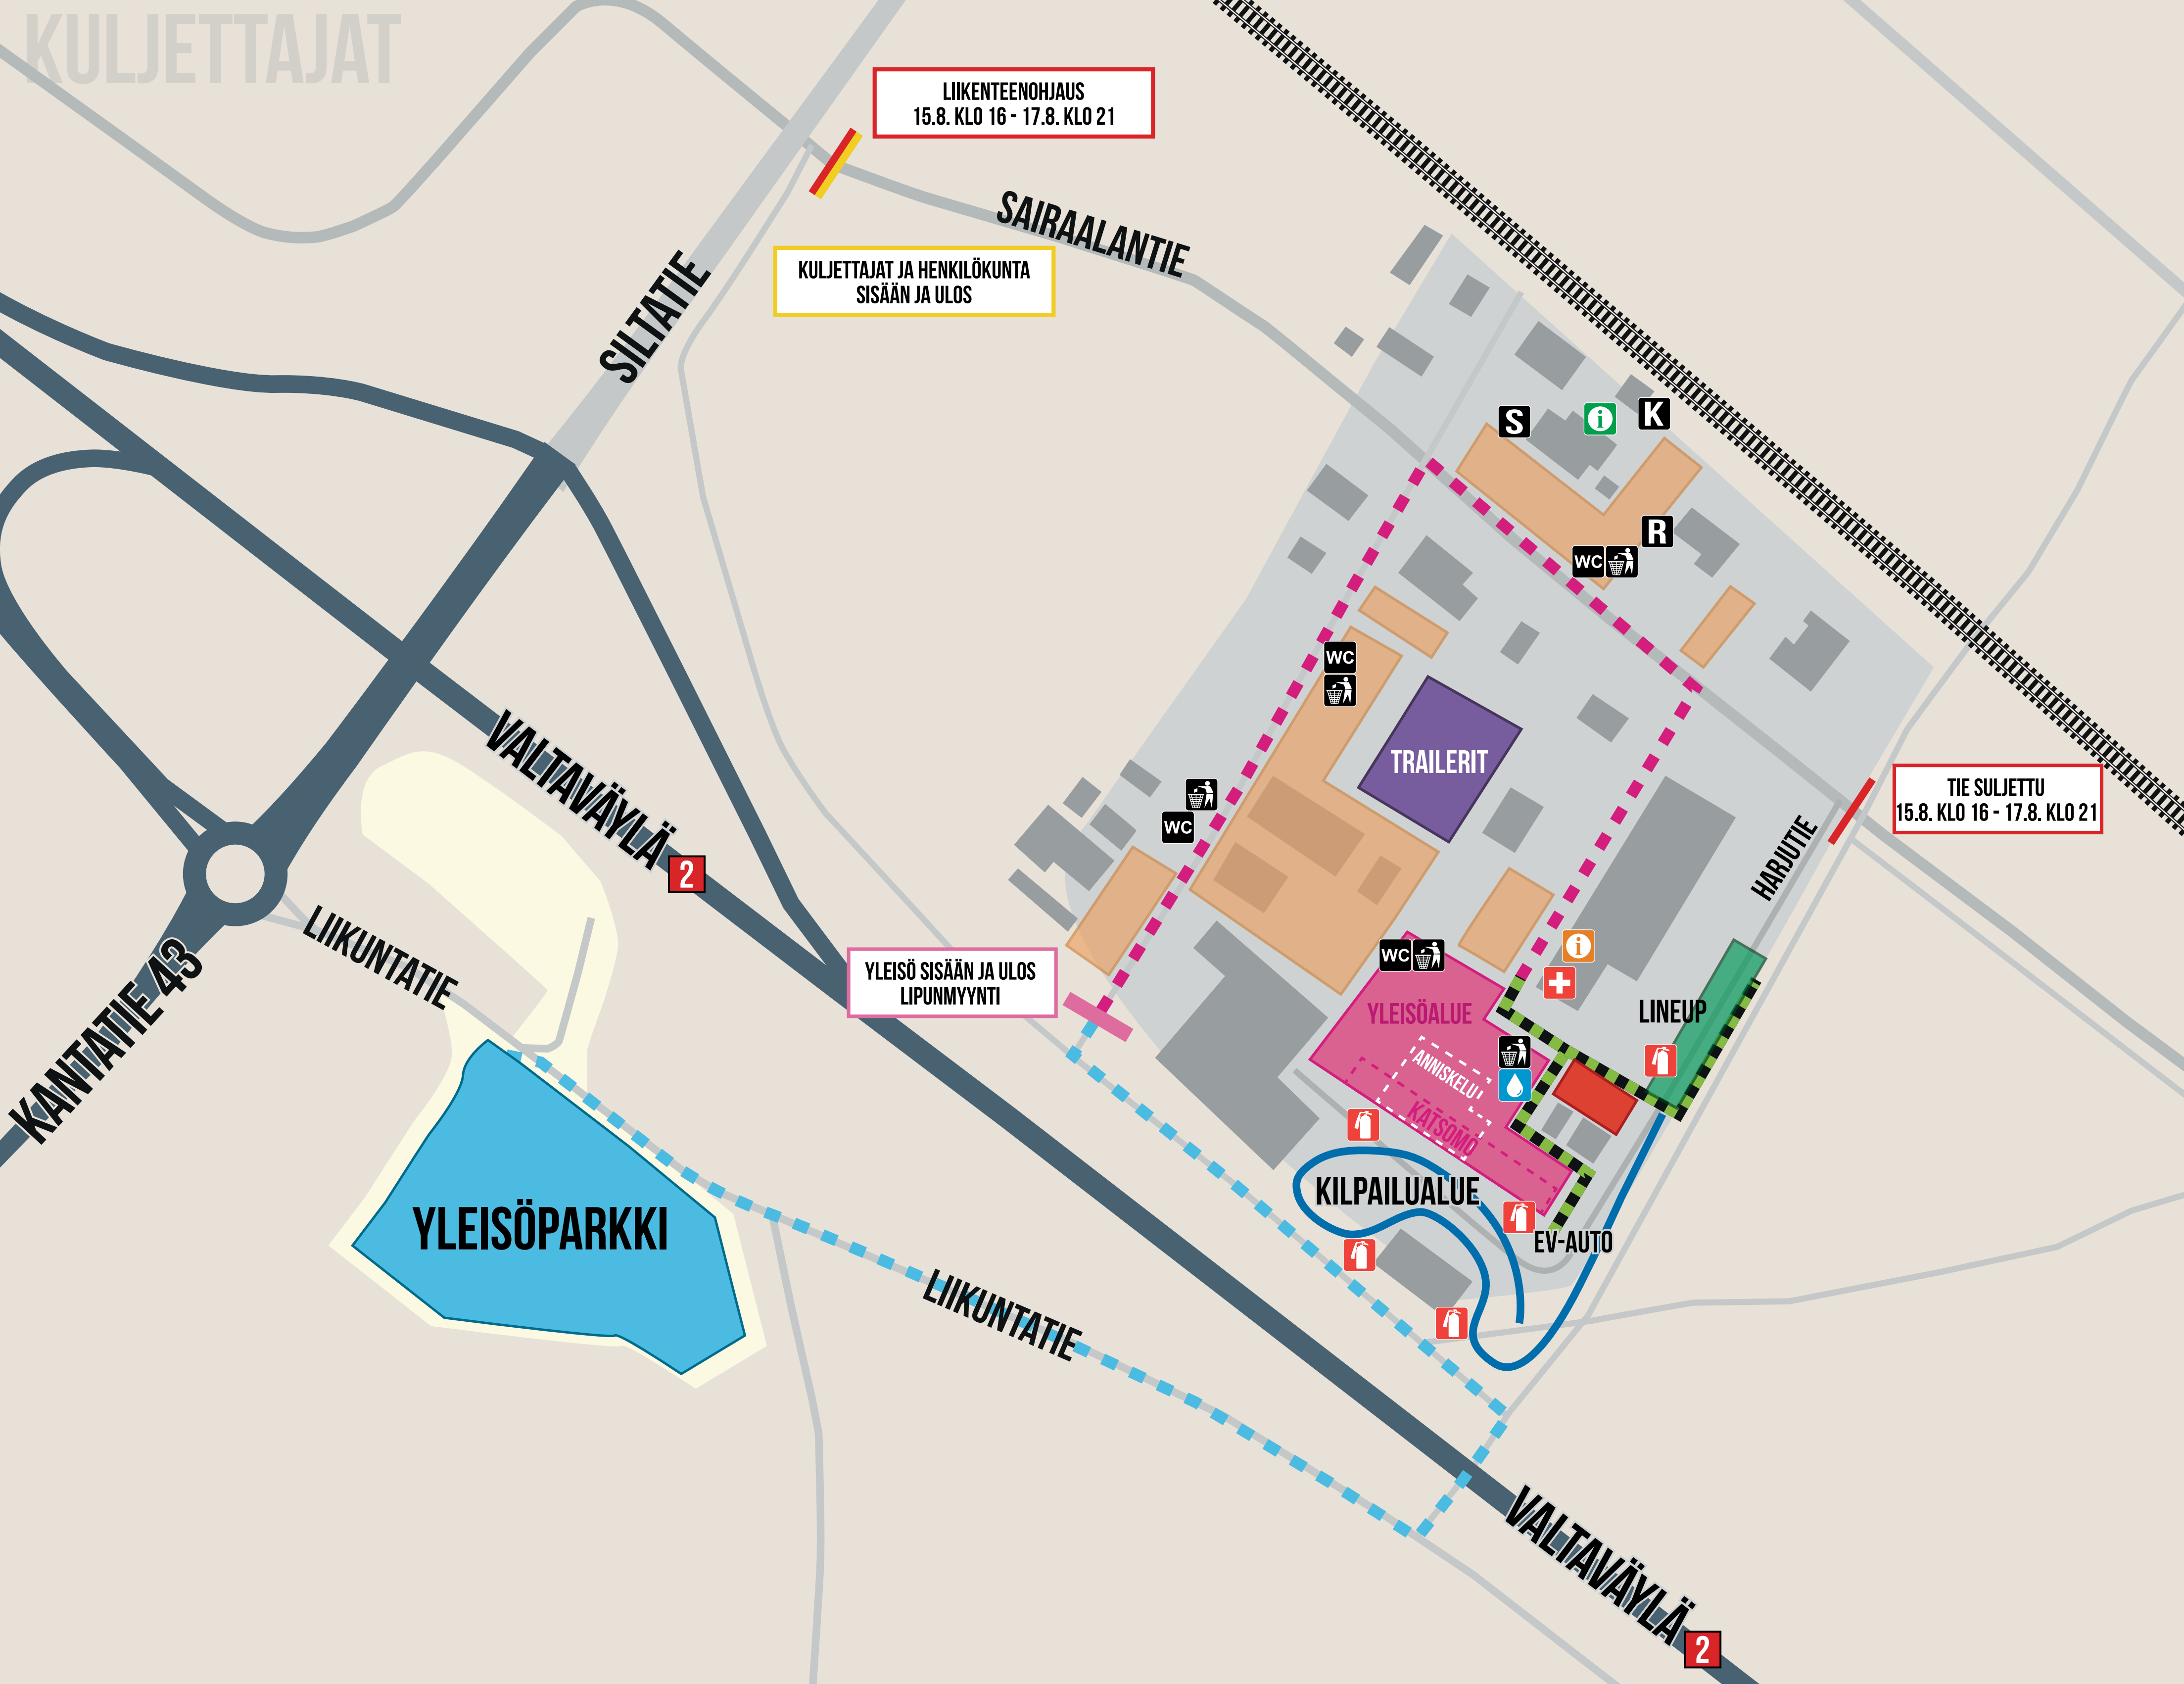 KULJETTAJAT
LIIKENTEENOHJAUS
15.8. KLO 16 - 17.8. KLO 21
SAIRAALANTIE
KULJETTAJAT JA HENKILÖKUNTA
SISÄÄN JA ULOS
SILTATIE
S
i
K
R
WC
WC
TRAILERIT
VALTAVÄYLÄ
2
WC
TIE SULJETTU
15.8. KLO 16 - 17.8. KLO 21
HARJUTIE
LIIKUNTATIE
KANTATIE 43
YLEISÖ SISÄÄN JA ULOS
LIPUNMYYNTI
WC
i
YLEISÖALUE
LINEUP
ANNISKELU
KATSOMO
KILPAILUALUE
EV-AUTO
YLEISÖPARKKI
LIIKUNTATIE
VALTAVÄYLÄ
2